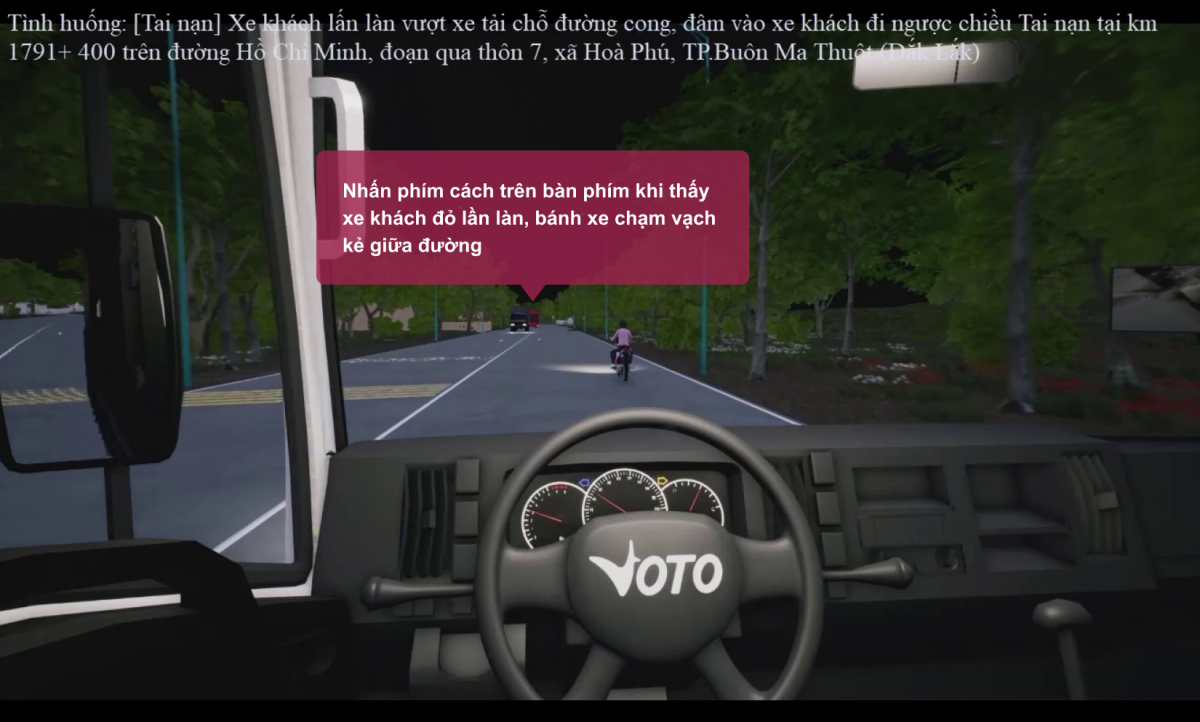 Tình huống: [Tai nạn] Xe khách lấn làn vượt xe tải chỗ đường cong, đâm vào xe khách đi ngược chiều Tai nạn tại km
1791+ 400 trên đường Hồ Chí Minh, đoạn qua thôn 7, xã Hoà Phú, TP.Buôn Ma Thuột (Đắk Lắk)
Nhấn phím cách trên bàn phím khi thấy
xe khách đỏ lần làn, bánh xe chạm vạch
kẻ giữa đường
VOTO